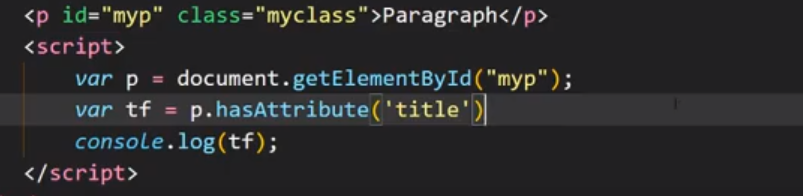 <p id="myp" class="myclass">Paragraph</p>
<script>
var p = document.getElementById("myp");
var tf = p.hasAttribute('title')
console.log(tf);
</script>